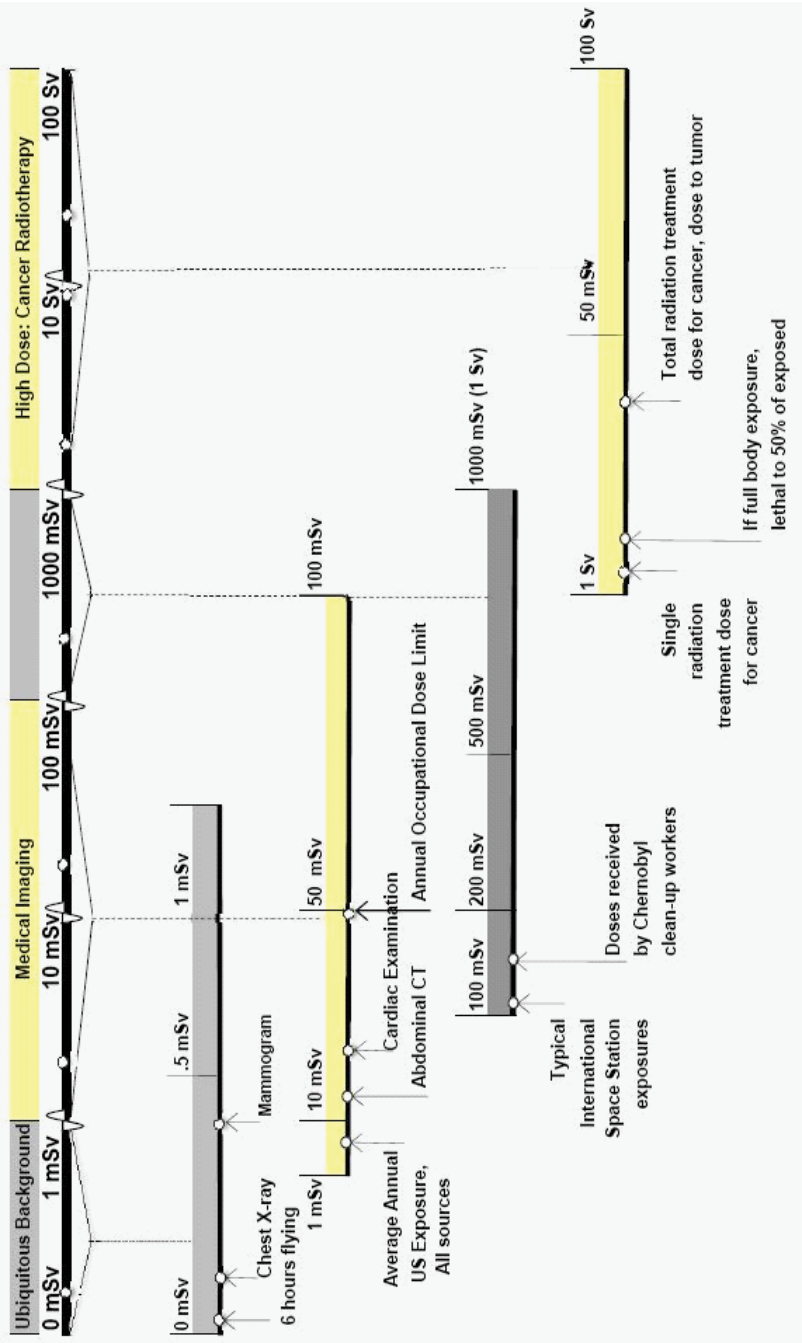 Ubiquitous Background
Medical Imaging
High Dose: Cancer Radiotherapy
0 mSv
1 mSv
10 mSv
100 mSv
1000 mSv
10 Sv
100 Sv
0 mSv
.5 mSv
1 mSv
Chest X-ray
6 hours flying
Mammogram
1 mSv
10 mSv
50 mSv
100 mSv
Average Annual
US Exposure,
All sources
Cardiac Examination
Abdominal CT
Annual Occupational Dose Limit
100 mSv
200 mSv
500 mSv
1000 mSv (1 Sv)
Typical
International
Space Station
exposures
Doses received
by Chernobyl
clean-up workers
1 Sv
50 mSv
100 Sv
Single
radiation
treatment dose
for cancer
If full body exposure,
lethal to 50% of exposed
Total radiation treatment
dose for cancer, dose to tumor